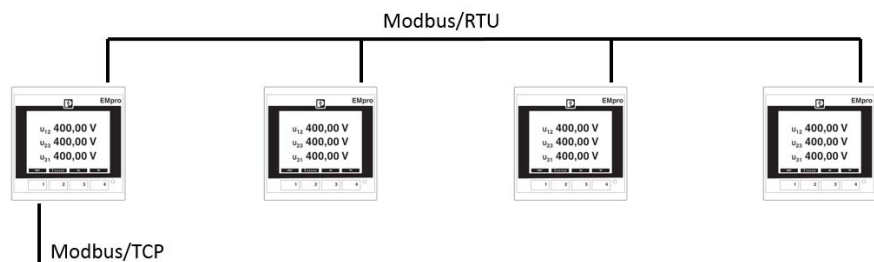 Modbus/RTU
EMpro
u12 400,00 V
u23 400,00 V
u31 400,00 V
1 2 3 4
EMpro
u12 400,00 V
u23 400,00 V
u31 400,00 V
1 2 3 4
EMpro
u12 400,00 V
u23 400,00 V
u31 400,00 V
1 2 3 4
EMpro
u12 400,00 V
u23 400,00 V
u31 400,00 V
1 2 3 4
Modbus/TCP